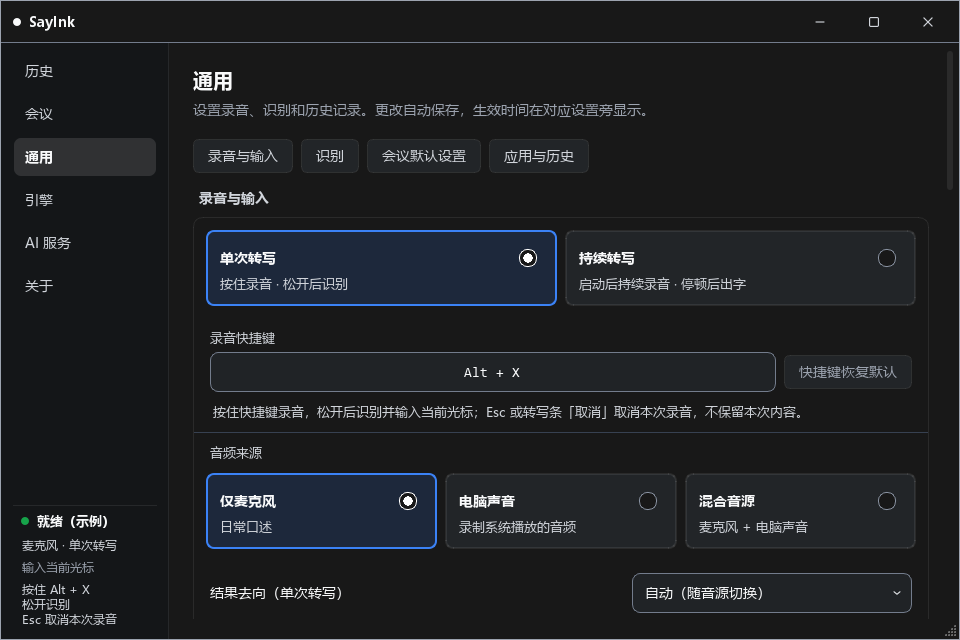 SayInk
历史
会议
通用
引擎
AI 服务
关于
就绪（示例）
麦克风 · 单次转写
输入当前光标
按住 Alt + X
松开识别
Esc 取消本次录音
通用
设置录音、识别和历史记录。更改自动保存，生效时间在对应设置旁显示。
录音与输入 识别 会议默认设置 应用与历史
录音与输入
单次转写 持续转写
按住录音 · 松开后识别 启动后持续录音 · 停顿后出字
录音快捷键
Alt + X 快捷键恢复默认
按住快捷键录音，松开后识别并输入当前光标；Esc 或转写条「取消」取消本次录音，不保留本次内容。
音频来源
仅麦克风 电脑声音 混合音源
日常口述 录制系统播放的音频 麦克风 + 电脑声音
结果去向（单次转写） 自动（随音源切换）